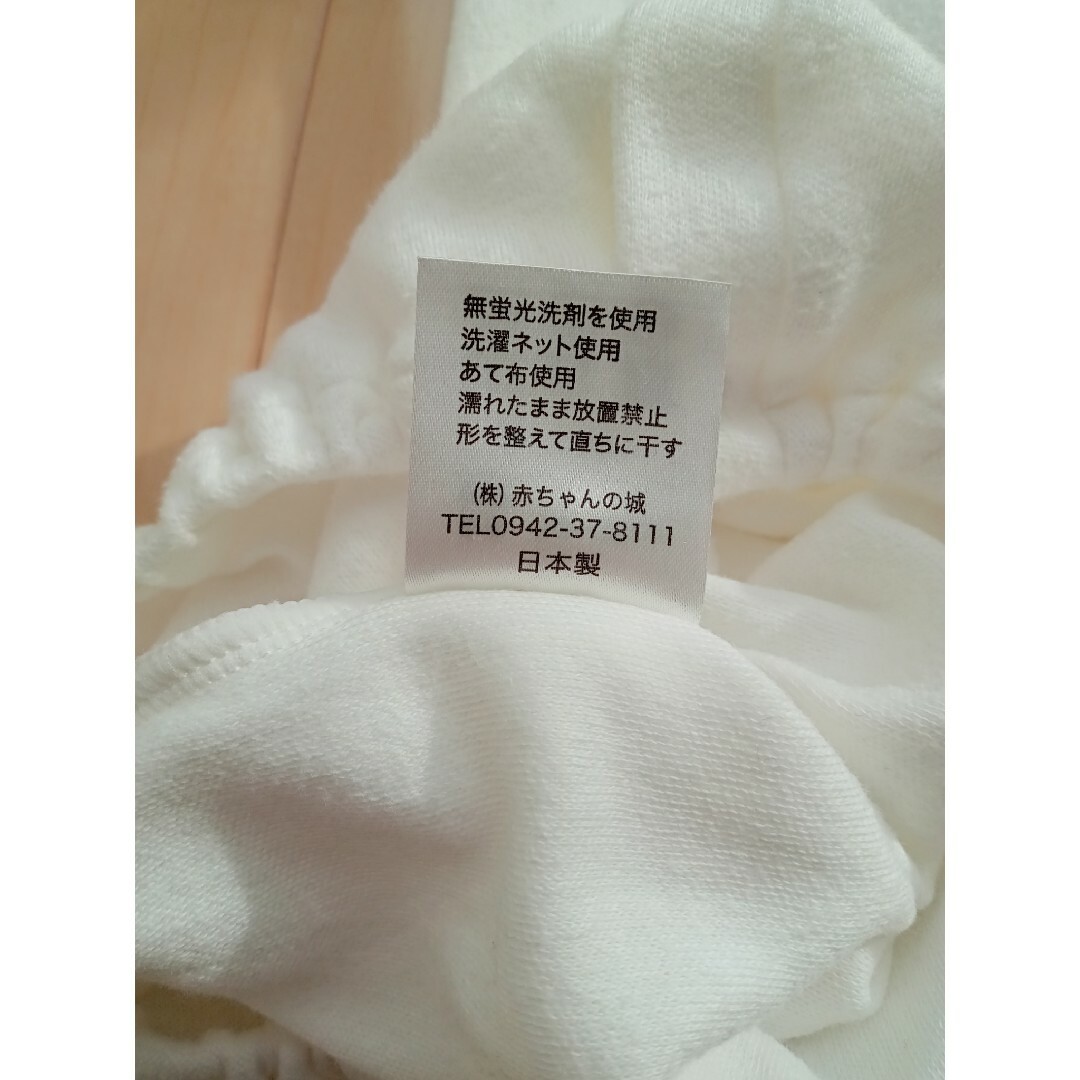 無蛍光洗剤を使用
洗濯ネット使用
あて布使用
濡れたまま放置禁止
形を整えて直ちに干す
(株)赤ちゃんの城
TEL0942-37-8111
日本製